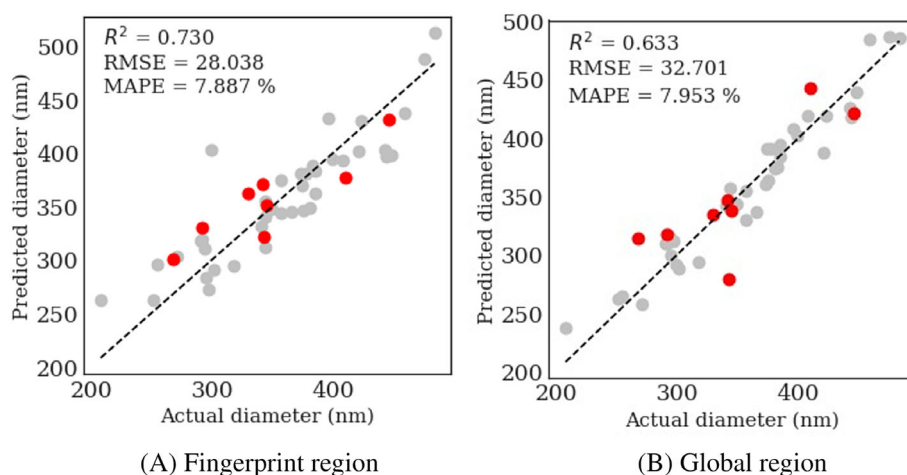 R² = 0.730
RMSE = 28.038
MAPE = 7.887 %
500
450
400
350
300
250
200
Predicted diameter (nm)
200 300 400
Actual diameter (nm)
(A) Fingerprint region
R² = 0.633
RMSE = 32.701
MAPE = 7.953 %
500
450
400
350
300
250
200
Predicted diameter (nm)
200 300 400
Actual diameter (nm)
(B) Global region